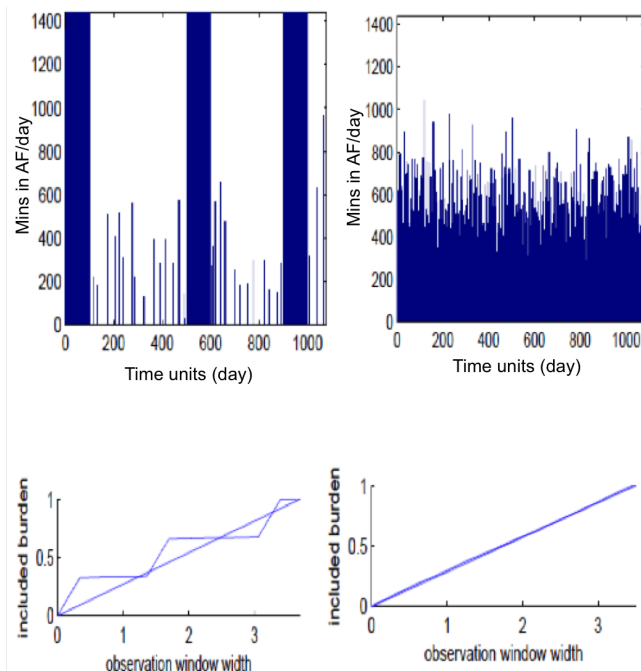 1400
1200
1000
800
600
400
200
0
Mins in AF/day
0 200 400 600 800 1000
Time units (day)
1400
1200
1000
800
600
400
200
0
Mins in AF/day
0 200 400 600 800 1000
Time units (day)
1
0.5
0
included burden
0 1 2 3
observation window width
1
0.5
0
included burden
0 1 2 3
observation window width